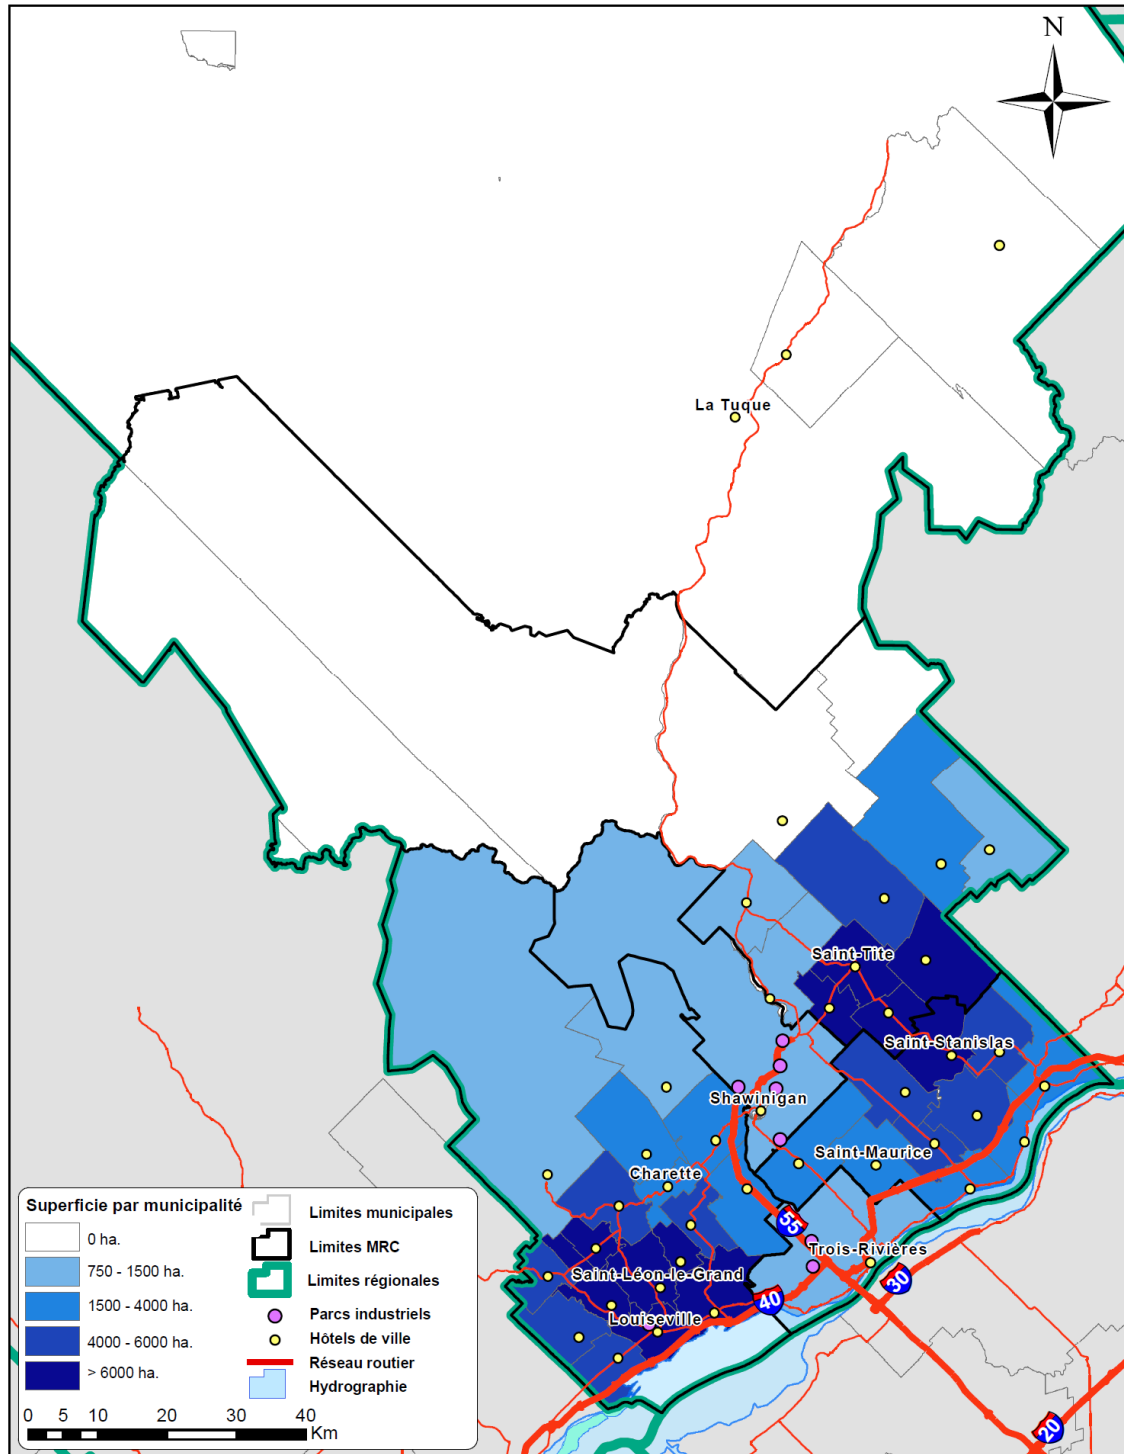 N
La Tuque
Saint-Tite
Saint-Stanislas
Shawinigan
Saint-Maurice
Charette
55
Trois-Rivières
Saint-Léon-le-Grand
30
40
Louiseville
20
Superficie par municipalité
0 ha.
750 - 1500 ha.
1500 - 4000 ha.
4000 - 6000 ha.
> 6000 ha.
Limites municipales
Limites MRC
Limites régionales
Parcs industriels
Hôtels de ville
Réseau routier
Hydrographie
0 5 10 20 30 40
Km